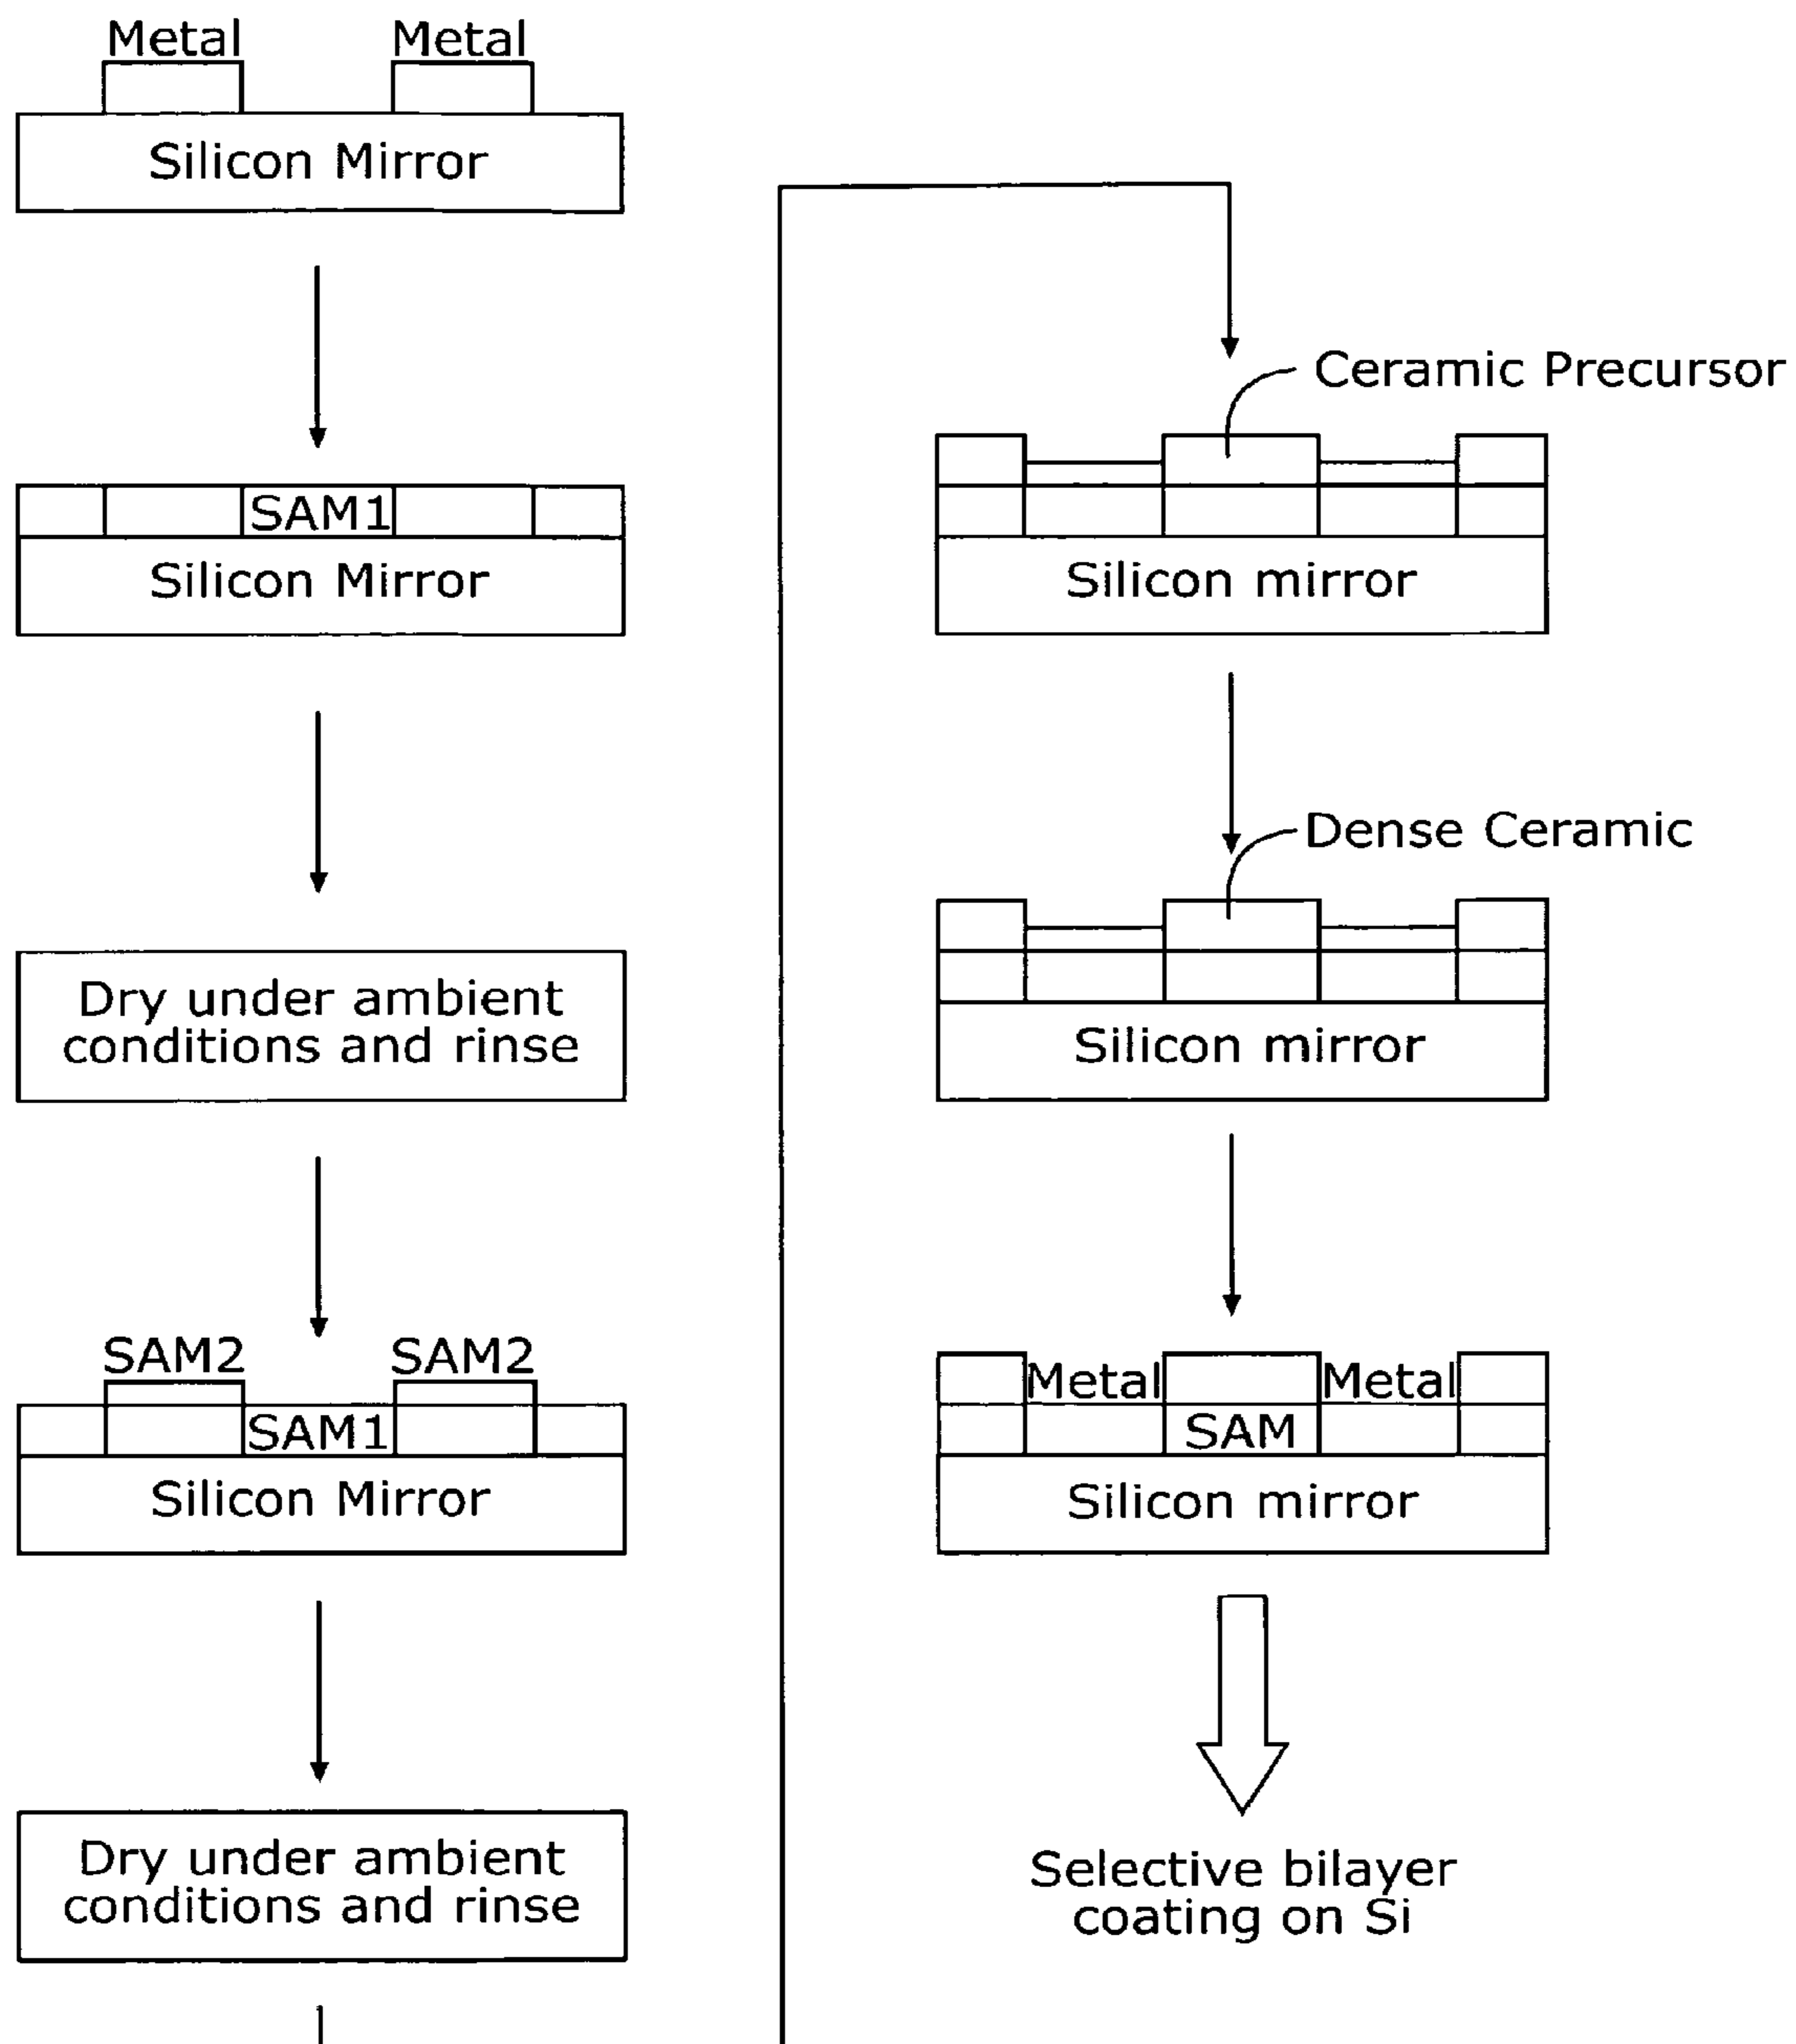 Metal Metal
Silicon Mirror
SAM1
Silicon Mirror
Dry under ambient
conditions and rinse
SAM2 SAM2
SAM1
Silicon Mirror
Dry under ambient
conditions and rinse
Ceramic Precursor
Silicon mirror
Dense Ceramic
Silicon mirror
Metal Metal
SAM
Silicon mirror
Selective bilayer
coating on Si